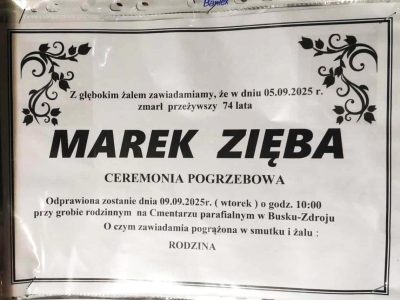 Bantex
Z głębokim żalem zawiadamiamy, że w dniu 05.09.2025 r.
zmarł przeżywszy 74 lata
MAREK ZIĘBA
CEREMONIA POGRZEBOWA
Odprawiona zostanie dnia 09.09.2025r. ( wtorek ) o godz. 10:00
przy grobie rodzinnym na Cmentarzu parafialnym w Busku-Zdroju
O czym zawiadamia pogrążona w smutku i żalu :
RODZINA